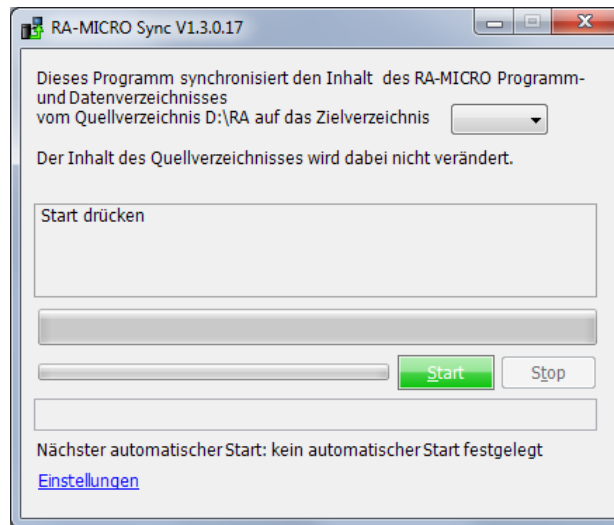 RA-MICRO Sync V1.3.0.17
Dieses Programm synchronisiert den Inhalt des RA-MICRO Programm-
und Datenverzeichnisses
vom Quellverzeichnis D:\RA auf das Zielverzeichnis
Der Inhalt des Quellverzeichnisses wird dabei nicht verändert.
Start drücken
Start Stop
Nächster automatischer Start: kein automatischer Start festgelegt
Einstellungen